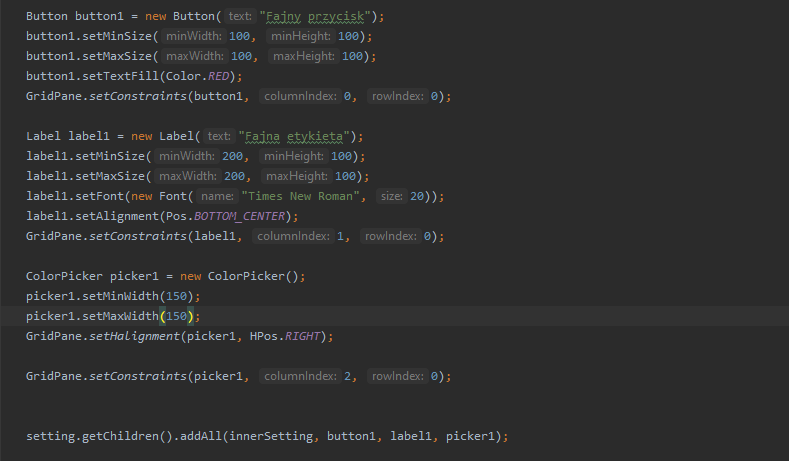 Button button1 = new Button( text: "Fajny przycisk");
button1.setMinSize( minWidth: 100, minHeight: 100);
button1.setMaxSize( maxWidth: 100, maxHeight: 100);
button1.setTextFill(Color.RED);
GridPane.setConstraints(button1, columnIndex: 0, rowIndex: 0);
Label label1 = new Label( text: "Fajna etykieta");
label1.setMinSize( minWidth: 200, minHeight: 100);
label1.setMaxSize( maxWidth: 200, maxHeight: 100);
label1.setFont(new Font( name: "Times New Roman", size: 20));
label1.setAlignment(Pos.BOTTOM_CENTER);
GridPane.setConstraints(label1, columnIndex: 1, rowIndex: 0);
ColorPicker picker1 = new ColorPicker();
picker1.setMinWidth(150);
picker1.setMaxWidth(150);
GridPane.setHalignment(picker1, HPos.RIGHT);
GridPane.setConstraints(picker1, columnIndex: 2, rowIndex: 0);
setting.getChildren().addAll(innerSetting, button1, label1, picker1);